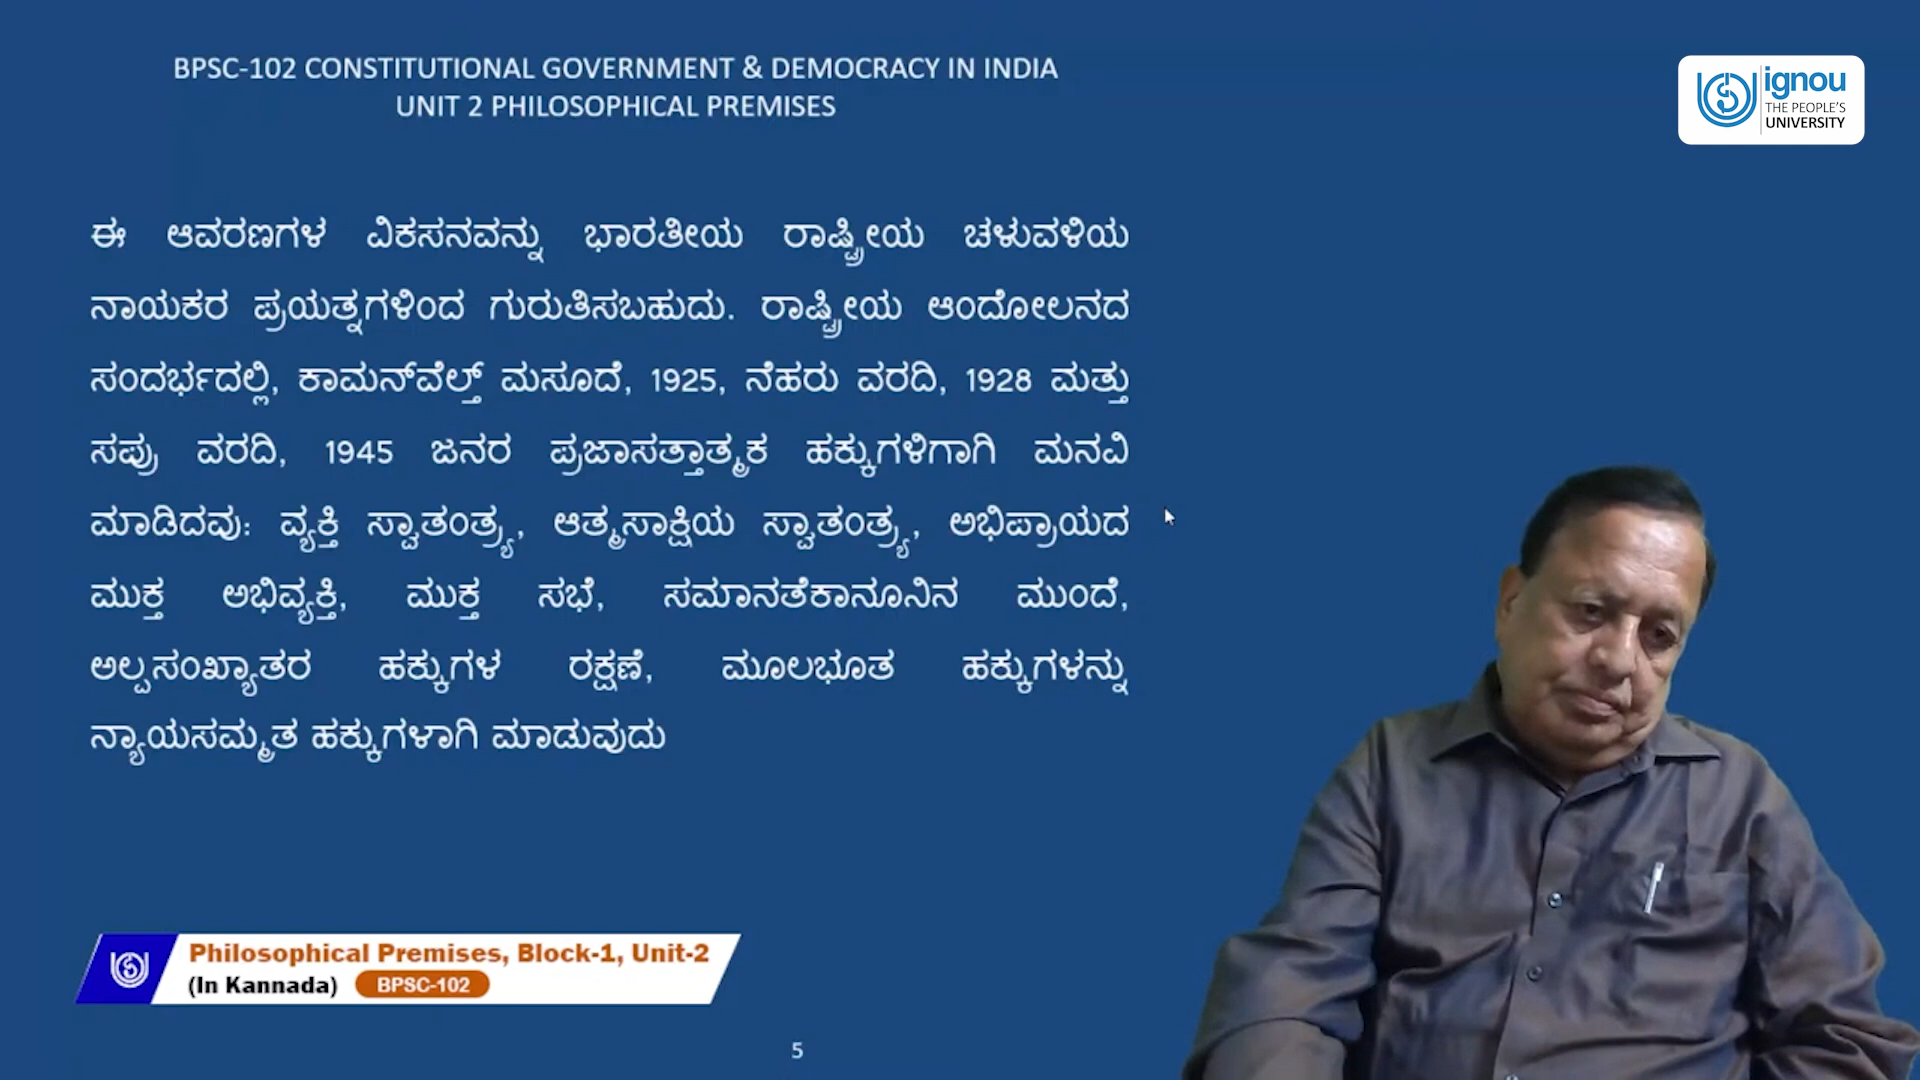 BPSC-102 CONSTITUTIONAL GOVERNMENT & DEMOCRACY IN INDIA
UNIT 2 PHILOSOPHICAL PREMISES
ignou
THE PEOPLE'S
UNIVERSITY
ಈ ಆವರಣಗಳ ವಿಕಸನವನ್ನು ಭಾರತೀಯ ರಾಷ್ಟ್ರೀಯ ಚಳುವಳಿಯ
ನಾಯಕರ ಪ್ರಯತ್ನಗಳಿಂದ ಗುರುತಿಸಬಹುದು. ರಾಷ್ಟ್ರೀಯ ಆಂದೋಲನದ
ಸಂದರ್ಭದಲ್ಲಿ, ಕಾಮನ್‌ವೆಲ್ತ್ ಮಸೂದೆ, 1925, ನೆಹರು ವರದಿ, 1928 ಮತ್ತು
ಸಪ್ರು ವರದಿ, 1945 ಜನರ ಪ್ರಜಾಸತ್ತಾತ್ಮಕ ಹಕ್ಕುಗಳಿಗಾಗಿ ಮನವಿ
ಮಾಡಿದವು: ವ್ಯಕ್ತಿ ಸ್ವಾತಂತ್ರ್ಯ, ಆತ್ಮಸಾಕ್ಷಿಯ ಸ್ವಾತಂತ್ರ್ಯ, ಅಭಿಪ್ರಾಯದ
ಮುಕ್ತ ಅಭಿವ್ಯಕ್ತಿ, ಮುಕ್ತ ಸಭೆ, ಸಮಾನತೆಕಾನೂನಿನ ಮುಂದೆ,
ಅಲ್ಪಸಂಖ್ಯಾತರ ಹಕ್ಕುಗಳ ರಕ್ಷಣೆ, ಮೂಲಭೂತ ಹಕ್ಕುಗಳನ್ನು
ನ್ಯಾಯಸಮ್ಮತ ಹಕ್ಕುಗಳಾಗಿ ಮಾಡುವುದು
Philosophical Premises, Block-1, Unit-2
(In Kannada) BPSC-102
5